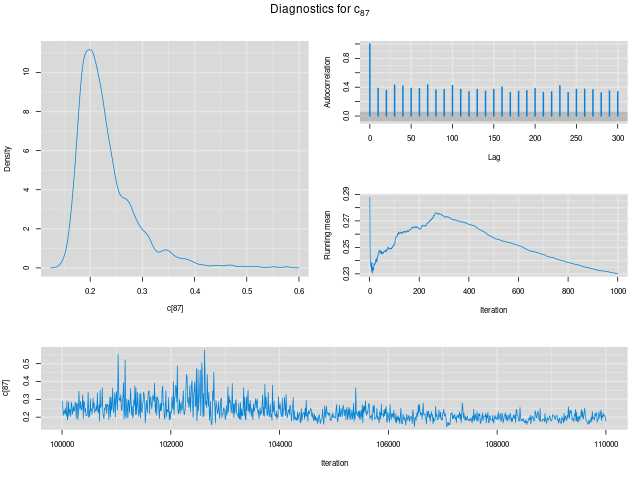 Diagnostics for c87
Density
0 2 4 6 8 10
0.2 0.3 0.4 0.5 0.6
c[87]
Autocorrelation
0.0 0.4 0.8
0 50 100 150 200 250 300
Lag
Running mean
0.23 0.25 0.27 0.29
0 200 400 600 800 1000
Iteration
c[87]
0.2 0.3 0.4 0.5
100000 102000 104000 106000 108000 110000
Iteration